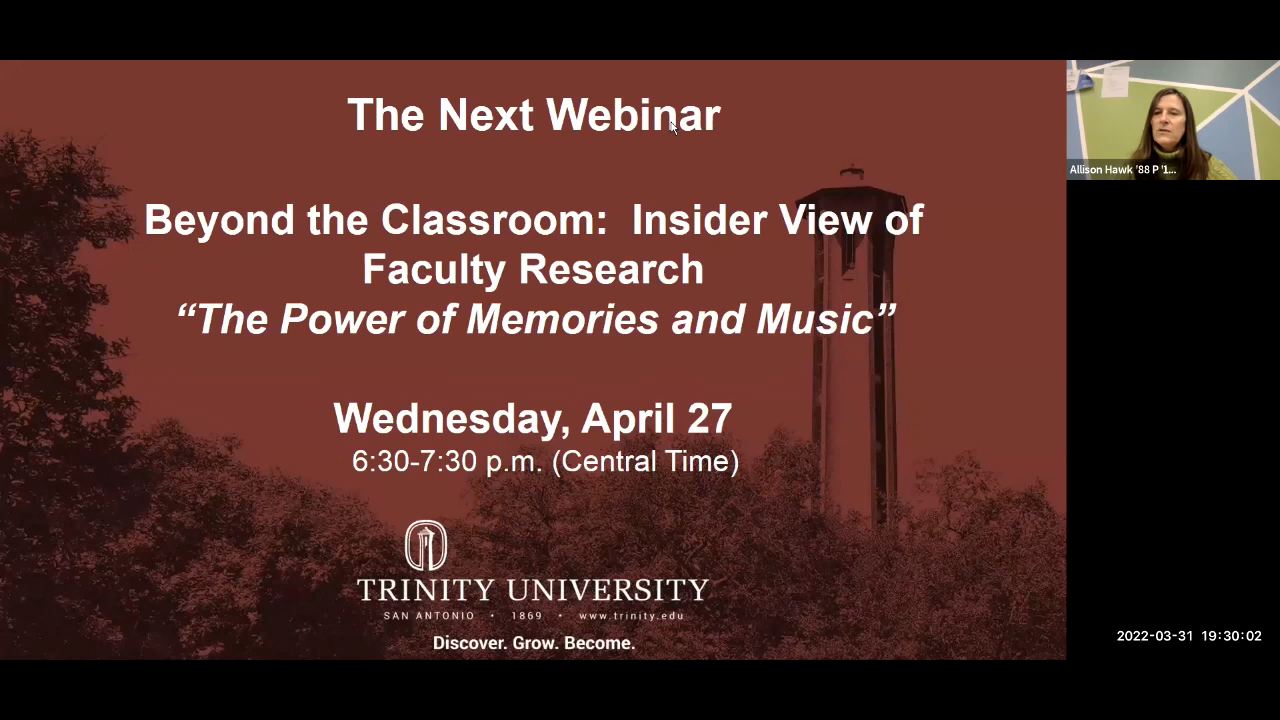 The Next Webinar
Beyond the Classroom: Insider View of
Faculty Research
“The Power of Memories and Music”
Wednesday, April 27
6:30-7:30 p.m. (Central Time)
TRINITY UNIVERSITY
SAN ANTONIO • 1869 • www.trinity.edu
Discover. Grow. Become.
Allison Hawk '88 P '1...
2022-03-31 19:30:02